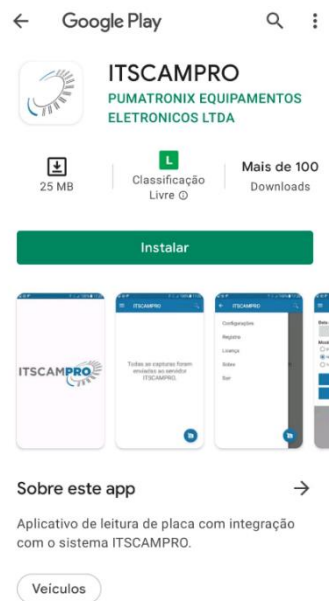 Google Play
ITSCAMPRO
PUMATRONIX EQUIPAMENTOS
ELETRONICOS LTDA
25 MB
L
Classificação
Livre
Mais de 100
Downloads
Instalar
ITSCAMPRO
ITSCAMPRO
Todas as capturas foram
enviadas ao servidor
ITSCAMPRO.
ITSCAMPRO
Configurações
Registro
Licença
Sobre
Sair
Sobre este app
Aplicativo de leitura de placa com integração
com o sistema ITSCAMPRO.
Veículos